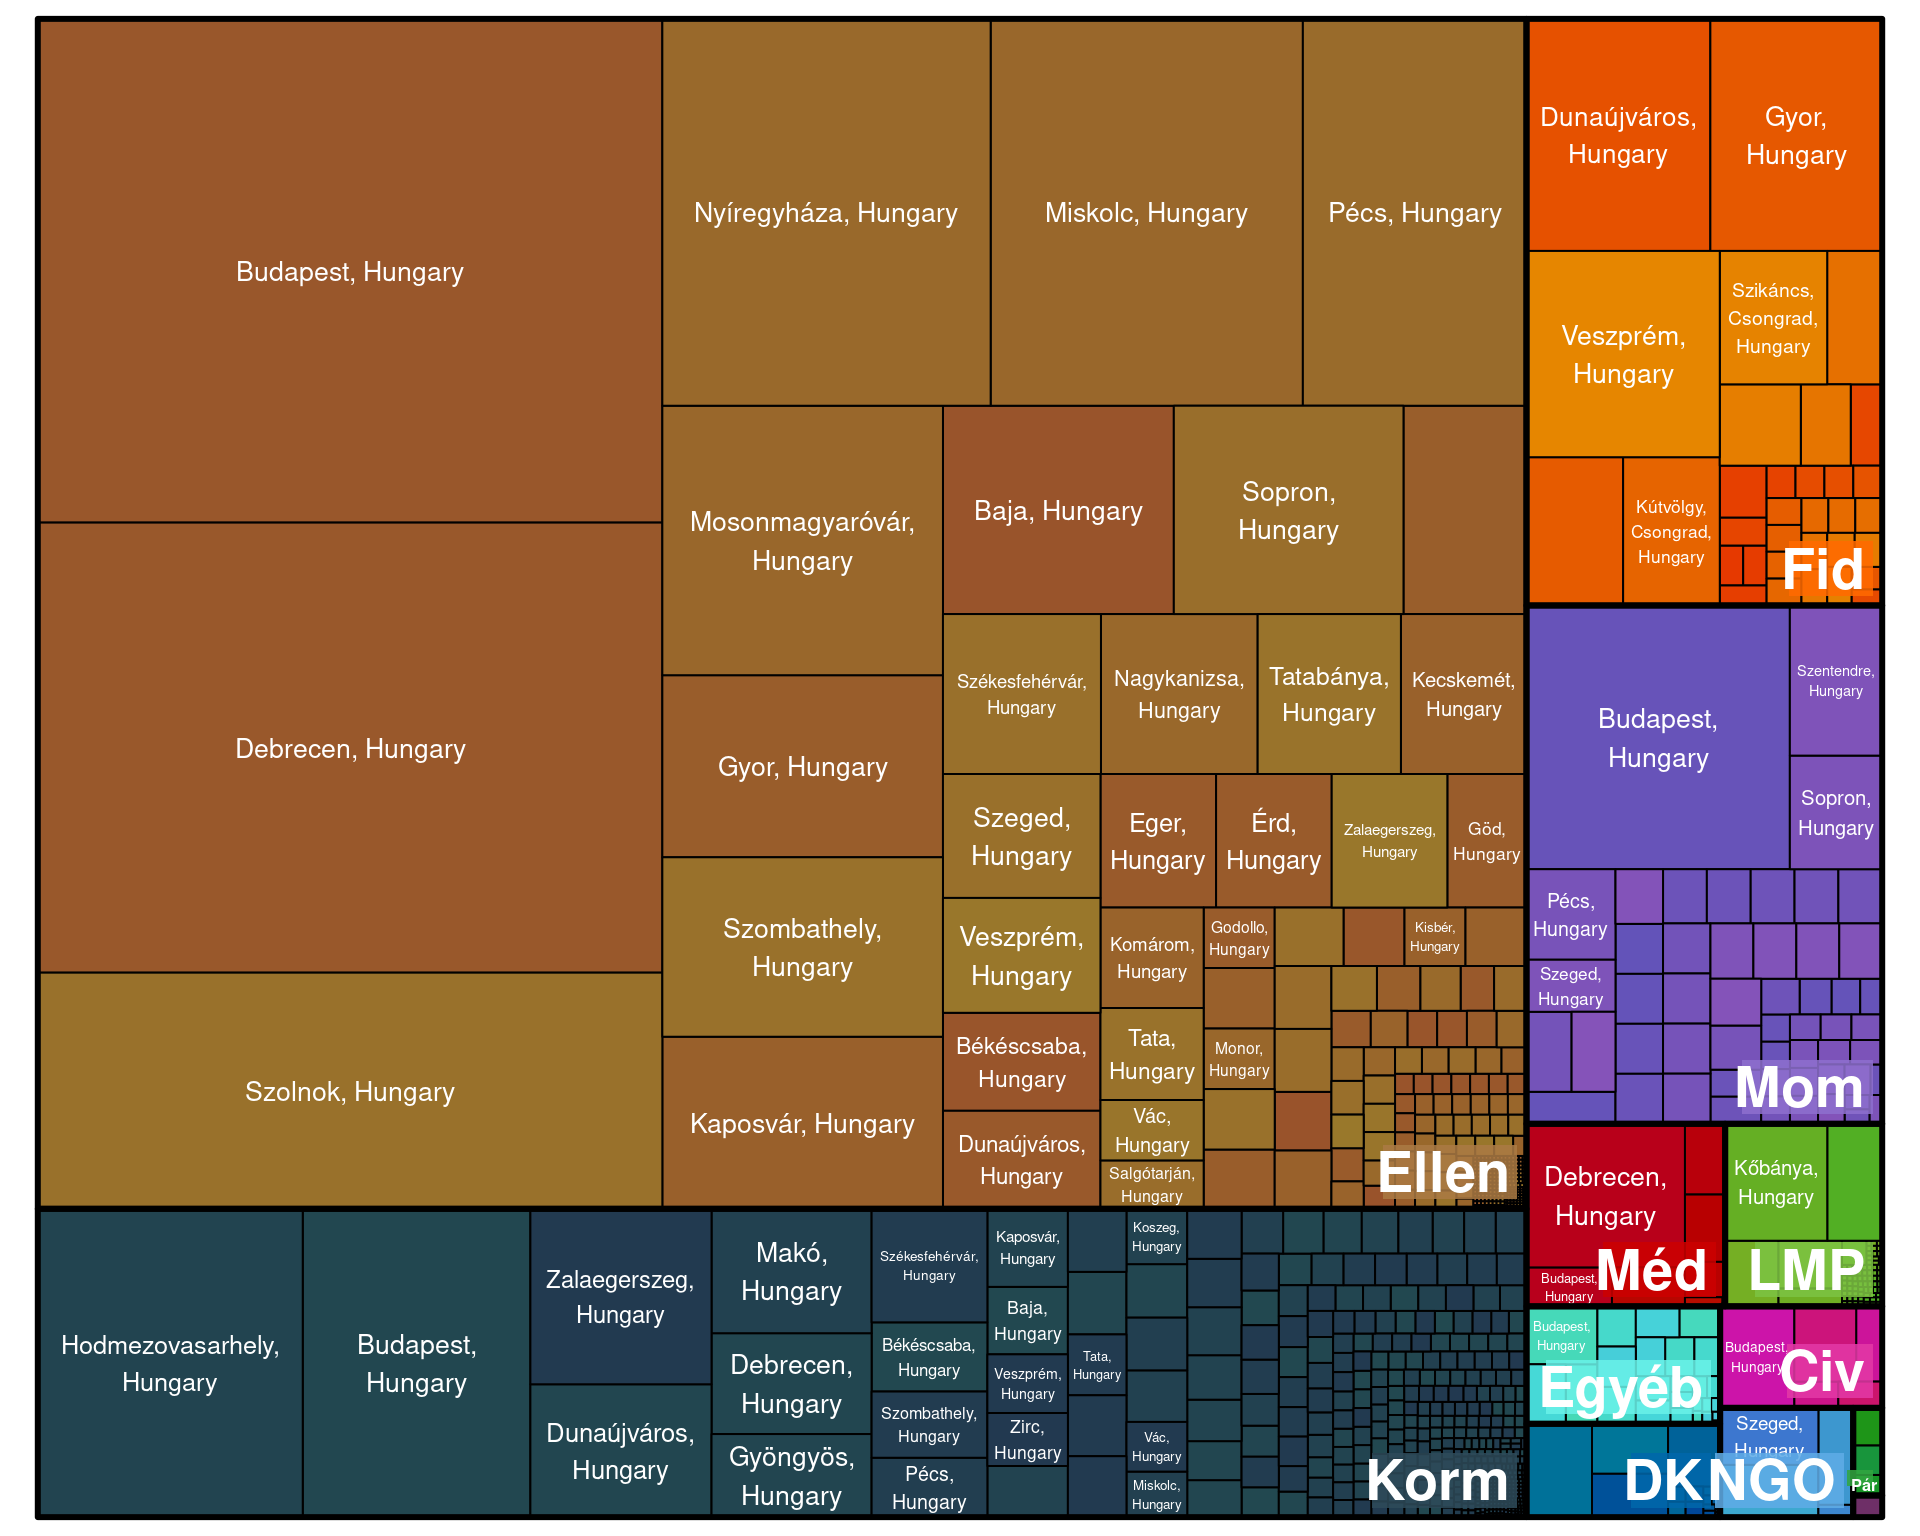 Budapest, Hungary
Debrecen, Hungary
Szolnok, Hungary
Nyíregyháza, Hungary
Miskolc, Hungary
Pécs, Hungary
Mosonmagyaróvár,
Hungary
Gyor, Hungary
Szombathely,
Hungary
Kaposvár, Hungary
Baja, Hungary
Sopron,
Hungary
Székesfehérvár,
Hungary
Nagykanizsa,
Hungary
Tatabánya,
Hungary
Kecskemét,
Hungary
Szeged,
Hungary
Veszprém,
Hungary
Békéscsaba,
Hungary
Dunaújváros,
Hungary
Eger,
Hungary
Érd,
Hungary
Zalaegerszeg,
Hungary
Göd,
Hungary
Komárom,
Hungary
Tata,
Hungary
Vác,
Hungary
Salgótarján,
Hungary
Godollo,
Hungary
Monor,
Hungary
Kisbér,
Hungary
Ellen
Hodmezovasarhely,
Hungary
Budapest,
Hungary
Zalaegerszeg,
Hungary
Dunaújváros,
Hungary
Makó,
Hungary
Debrecen,
Hungary
Gyöngyös,
Hungary
Székesfehérvár,
Hungary
Békéscsaba,
Hungary
Szombathely,
Hungary
Pécs,
Hungary
Kaposvár,
Hungary
Baja,
Hungary
Veszprém,
Hungary
Zirc,
Hungary
Tata,
Hungary
Koszeg,
Hungary
Vác,
Hungary
Miskolc,
Hungary
Korm
Dunaújváros,
Hungary
Gyor,
Hungary
Veszprém,
Hungary
Szikáncs,
Csongrad,
Hungary
Kútvölgy,
Csongrad,
Hungary
Fid
Budapest,
Hungary
Szentendre,
Hungary
Sopron,
Hungary
Pécs,
Hungary
Szeged,
Hungary
Mom
Debrecen,
Hungary
Budapest,
Hungary
Méd
Kőbánya,
Hungary
LMP
Budapest,
Hungary
Egyéb
Budapest,
Hungary
Civ
DK
Szeged,
Hungary
NGO
Pár